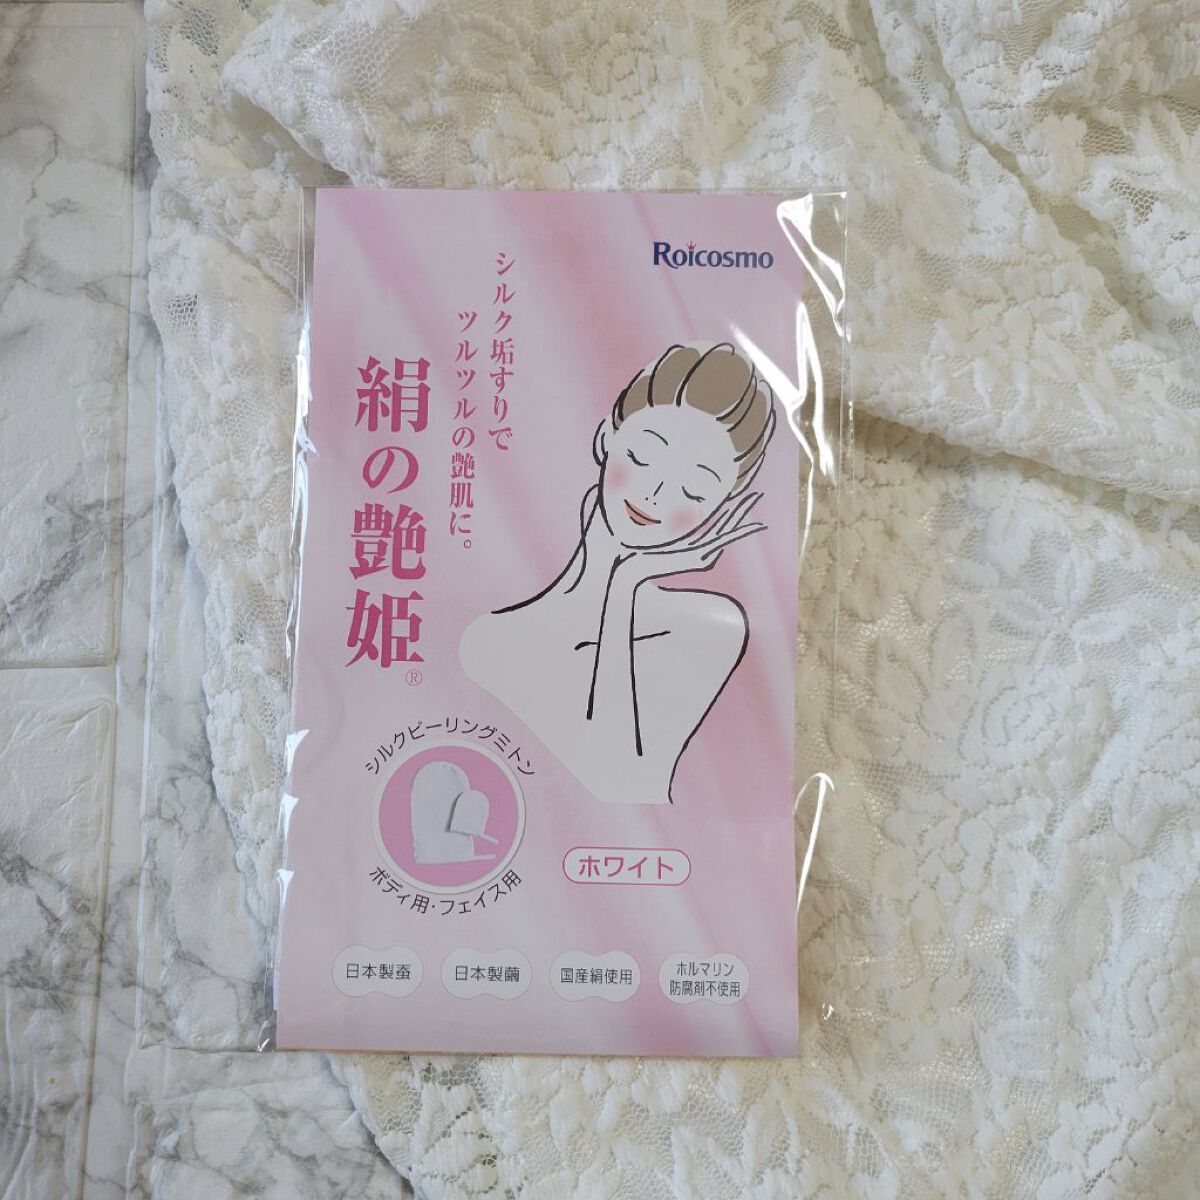 Roicosmo
シルク垢すりで
ツルツルの艶肌に。
絹の艶姫®
シルクピーリングミトン
ボディ用・フェイス用
ホワイト
日本製蚕
日本製繭
国産絹使用
ホルマリン
防腐剤不使用